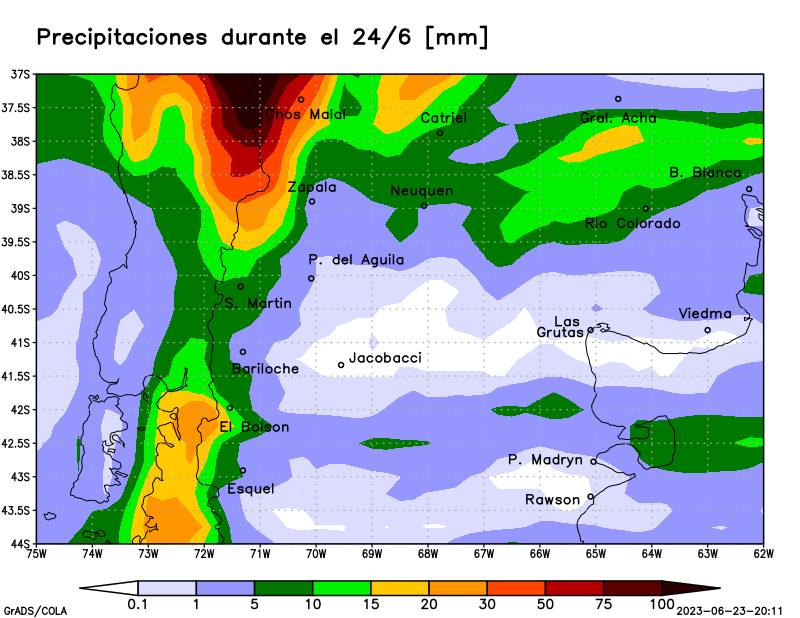 Precipitaciones durante el 24/6 [mm]
37S
37.5S
38S
38.5S
39S
39.5S
40S
40.5S
41S
41.5S
42S
42.5S
43S
43.5S
44S
Chos Malal
Catriel
Gral. Acha
B. Blanca
Zapala
Neuquen
Rio Colorado
P. del Aguila
S. Martin
Las
Grutas
Viedma
Jacobacci
Bariloche
El Bolson
P. Madryn
Esquel
Rawson
75W 74W 73W 72W 71W 70W 69W 68W 67W 66W 65W 64W 63W 62W
0.1 1 5 10 15 20 30 50 75 100
GrADS/COLA
2023-06-23-20:11